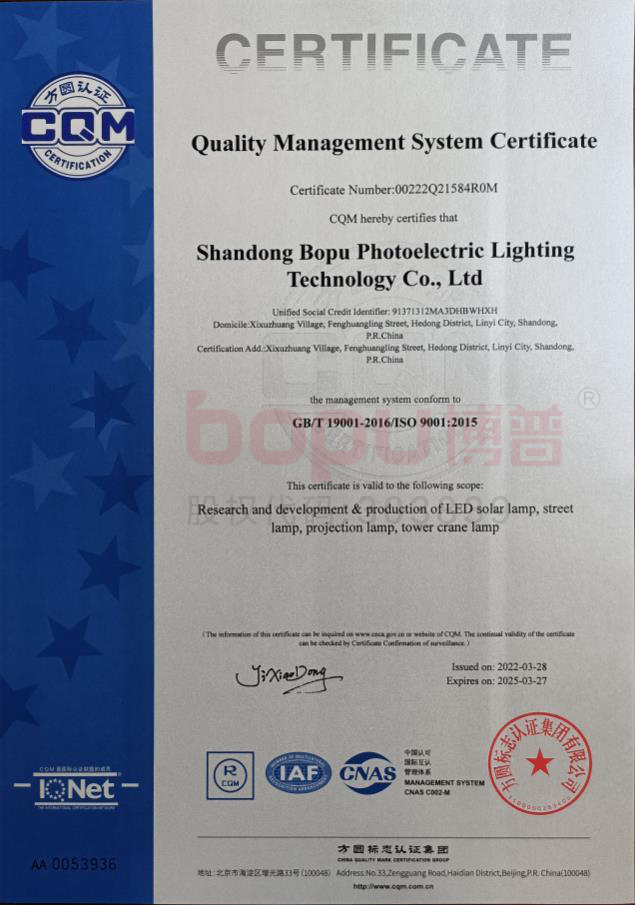 CERTIFICATE
方圆认证
CQM
CERTIFICATION
Quality Management System Certificate
Certificate Number:00222Q21584R0M
CQM hereby certifies that
Shandong Bopu Photoelectric Lighting
Technology Co., Ltd
Unified Social Credit Identifier: 91371312MA3DHBWHXH
Domicile:Xixuzhuang Village, Fenghuangling Street, Hedong District, Linyi City, Shandong,
P.R.China
Certification Add.:Xixuzhuang Village, Fenghuangling Street, Hedong District, Linyi City, Shandong,
P.R.China
the management system conform to
bopu博普®
GB/T 19001-2016/ISO 9001:2015
This certificate is valid to the following scope:
股权代码
Research and development & production of LED solar lamp, street
lamp, projection lamp, tower crane lamp
(The information of this certificate can be inquired on www.cnca.gov.cn or website of CQM. The continual validity of the certificate
can be checked by Certificate Confirmation of surveillance.)
Issued on: 2022-03-28
Expires on: 2025-03-27
R
CQM
IAF
CNAS
中国认可
国际互认
管理体系
MANAGEMENT SYSTEM
CNAS C002-M
方圆标志认证集团有限公司
IQNet
THE INTERNATIONAL CERTIFICATION NETWORK
AA 0053936
方圆标志认证集团
CHINA QUALITY MARK CERTIFICATION GROUP
地址:北京市海淀区增光路33号(100048) Address:No.33,Zengguang Road,Haidian District,Beijing,P.R. China(100048)
http://www.cqm.com.cn